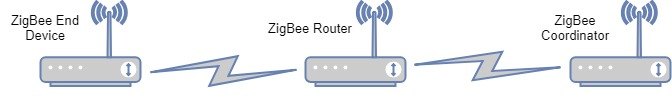 ZigBee End
Device
ZigBee Router
ZigBee
Coordinator